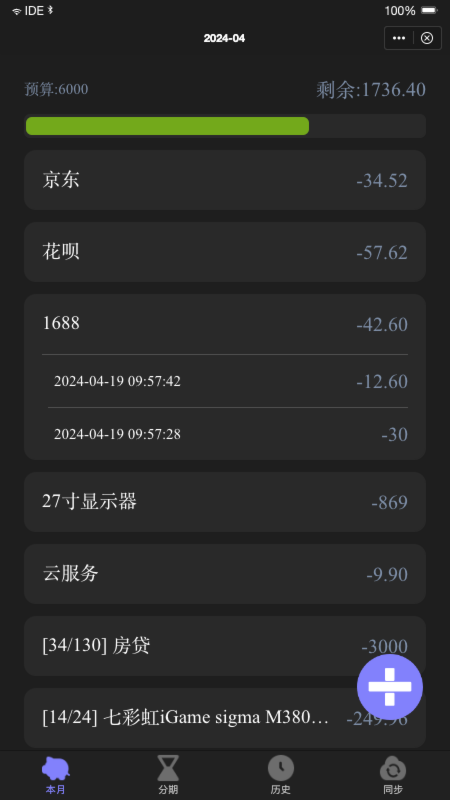 IDE 100%
2024-04
预算:6000 剩余:1736.40
京东 -34.52
花呗 -57.62
1688 -42.60
2024-04-19 09:57:42 -12.60
2024-04-19 09:57:28 -30
27寸显示器 -869
云服务 -9.90
[34/130] 房贷 -3000
[14/24] 七彩虹iGame sigma M380… -249.96
本月 分期 历史 同步